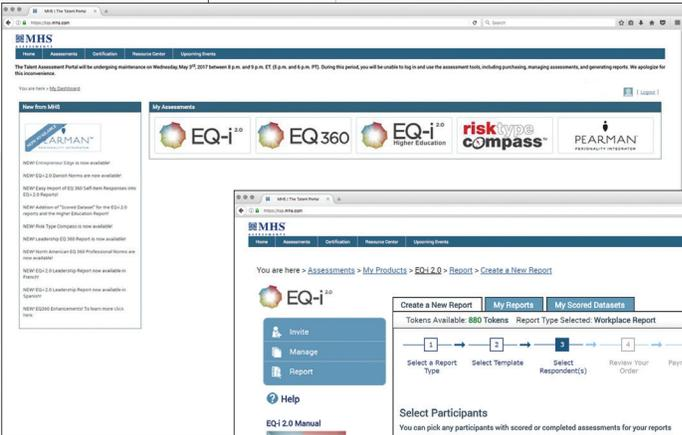 MHS | The Talent Portal
https://tap.mhs.com
Search
MHS
ASSESSMENTS
Home Assessments Certification Resource Center Upcoming Events
The Talent Assessment Portal will be undergoing maintenance on Wednesday, May 3rd, 2017 between 8 p.m. and 9 p.m. ET. (5 p.m. and 6 p.m. PT). During this period, you will be unable to log in and use the assessment tools, including purchasing, managing assessments, and generating reports. We apologize for
this inconvenience.
You are here > My Dashboard
[ Logout ]
New from MHS
NOW AVAILABLE
PEARMAN™
PERSONALITY INTEGRATOR
NEW! Entrepreneur Edge is now available!
NEW! EQ-i 2.0 Danish Norms are now available!
NEW! Easy Import of EQ 360 Self-Item Responses into
EQ-i 2.0 Reports!
NEW! Addition of "Scored Dataset" for the EQ-i 2.0
reports and the Higher Education Report!
NEW! Risk Type Compass is now available!
NEW! Leadership EQ 360 Report is now available!
NEW! North American EQ 360 Professional Norms are
now available!
NEW! EQ-i 2.0 Leadership Report now available in
French!
NEW! EQ-i 2.0 Leadership Report now available in
Spanish!
NEW! EQ360 Enhancements! To learn more click
here.
My Assessments
EQ-i 2.0
EQ 360
EQ-i 2.0
Higher Education
risktype
compass™
PEARMAN
PERSONALITY INTEGRATOR
MHS | The Talent Portal
https://tap.mhs.com
MHS
ASSESSMENTS
Home Assessments Certification Resource Center Upcoming Events
You are here > Assessments > My Products > EQ-i 2.0 > Report > Create a New Report
EQ-i 2.0
Invite
Manage
Report
Help
EQ-i 2.0 Manual
Create a New Report My Reports My Scored Datasets
Tokens Available: 880 Tokens Report Type Selected: Workplace Report
1 2 3 4
Select a Report
Type
Select Template
Select
Respondent(s)
Review Your
Order
Select Participants
You can pick any participants with scored or completed assessments for your reports